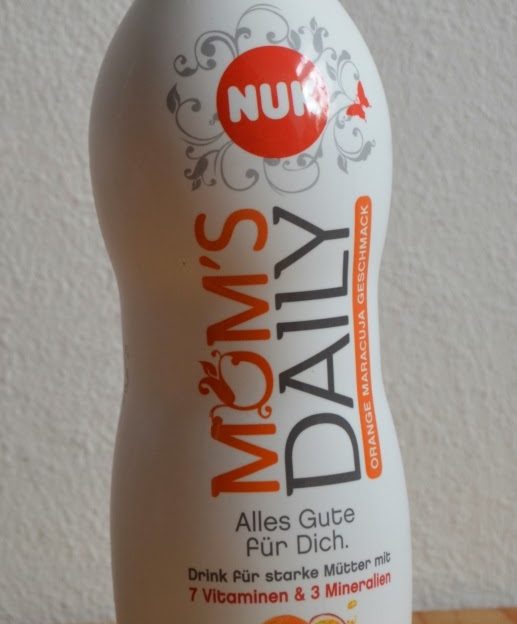 NUK
MOM'S
DAILY
ORANGE MARACUJA GESCHMACK
Alles Gute
für Dich.
Drink für starke Mütter mit
7 Vitaminen & 3 Mineralien